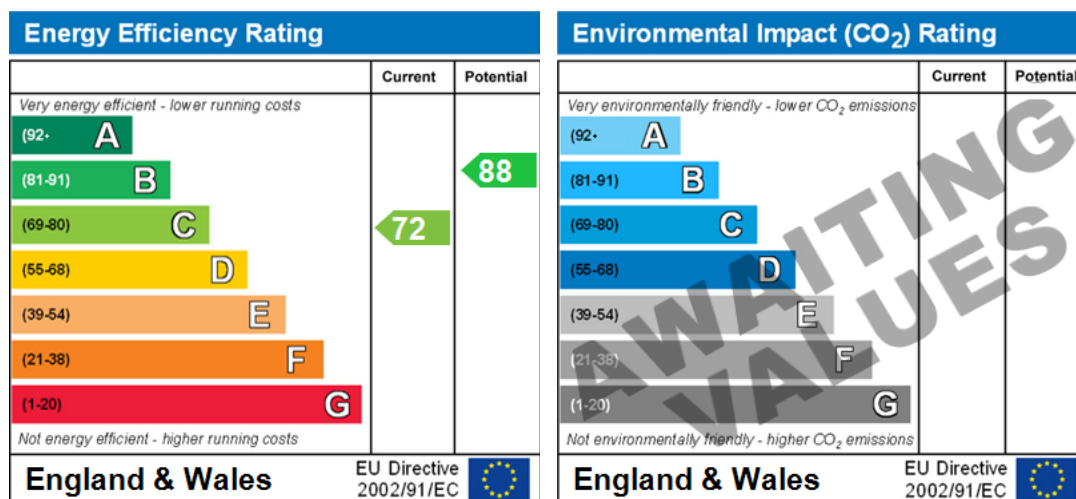 Energy Efficiency Rating
Current Potential
Very energy efficient - lower running costs
(92- A
(81-91) B
88
(69-80) C
72
(55-68) D
(39-54) E
(21-38) F
(1-20) G
Not energy efficient - higher running costs
England & Wales
EU Directive
2002/91/EC
Environmental Impact (CO₂) Rating
Current Potential
Very environmentally friendly - lower CO₂ emissions
(92- A
(81-91) B
(69-80) C
(55-68) D
(39-54) E
(21-38) F
(1-20) G
AWAITING
VALUES
Not environmentally friendly - higher CO₂ emissions
England & Wales
EU Directive
2002/91/EC